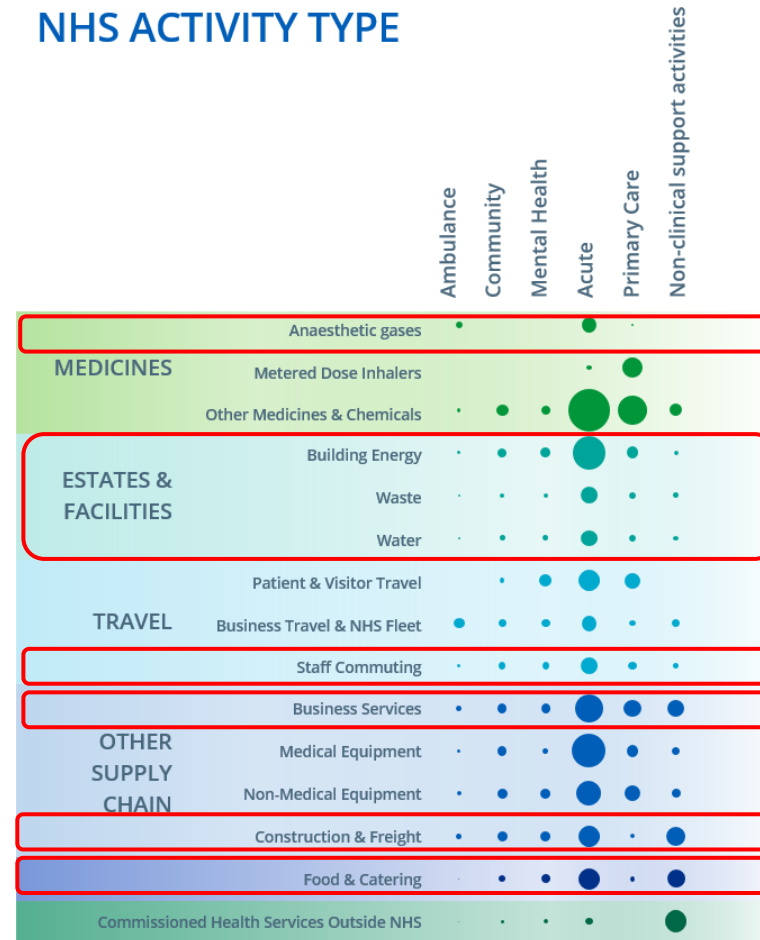 NHS ACTIVITY TYPE
Ambulance
Community
Mental Health
Acute
Primary Care
Non-clinical support activities
MEDICINES
Anaesthetic gases
Metered Dose Inhalers
Other Medicines & Chemicals
ESTATES &
FACILITIES
Building Energy
Waste
Water
TRAVEL
Patient & Visitor Travel
Business Travel & NHS Fleet
Staff Commuting
OTHER
SUPPLY
CHAIN
Business Services
Medical Equipment
Non-Medical Equipment
Construction & Freight
Food & Catering
Commissioned Health Services Outside NHS